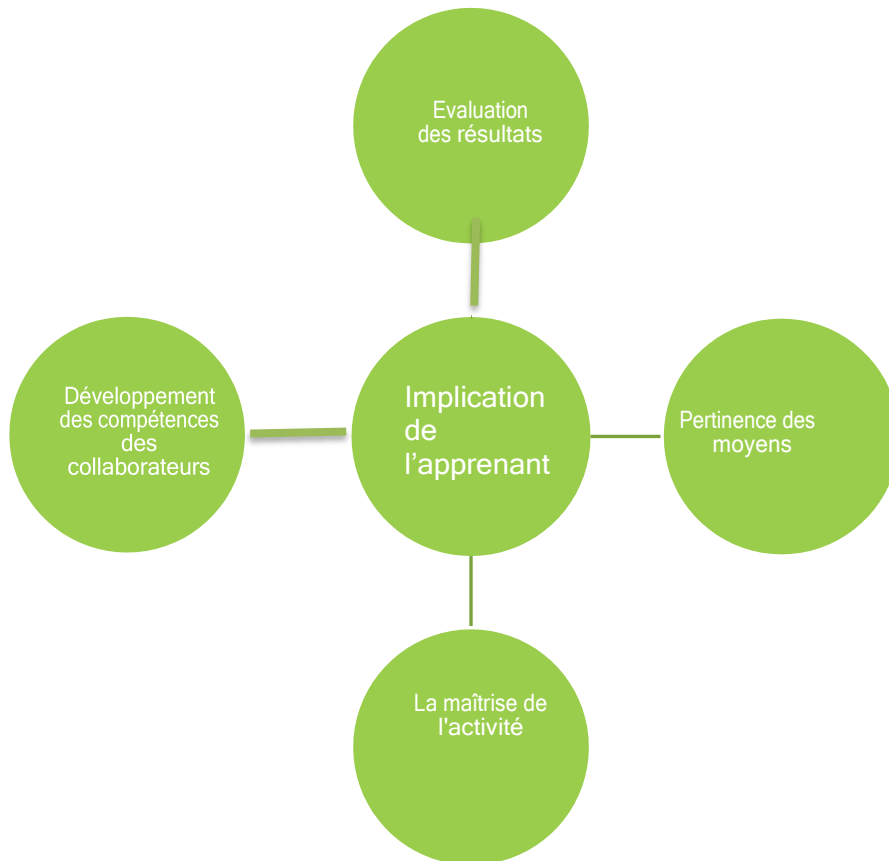 Evaluation
des résultats
Développement
des compétences
des
collaborateurs
Implication
de
l’apprenant
Pertinence des
moyens
La maîtrise de
l'activité